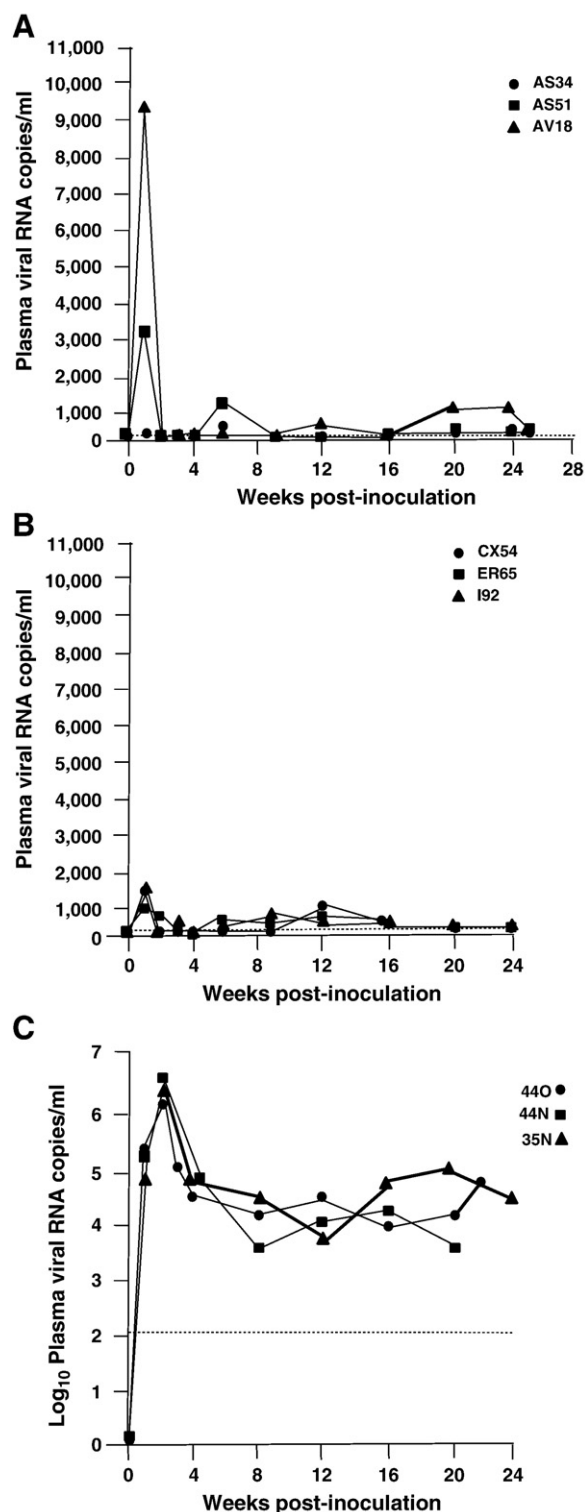 A
Plasma viral RNA copies/ml
11,000
10,000
9,000
8,000
7,000
6,000
5,000
4,000
3,000
2,000
1,000
0
AS34
AS51
AV18
0 4 8 12 16 20 24 28
Weeks post-inoculation
B
Plasma viral RNA copies/ml
11,000
10,000
9,000
8,000
7,000
6,000
5,000
4,000
3,000
2,000
1,000
0
CX54
ER65
I92
0 4 8 12 16 20 24
Weeks post-inoculation
C
Log10 Plasma viral RNA copies/ml
7
6
5
4
3
2
1
0
44O
44N
35N
0 4 8 12 16 20 24
Weeks post-inoculation